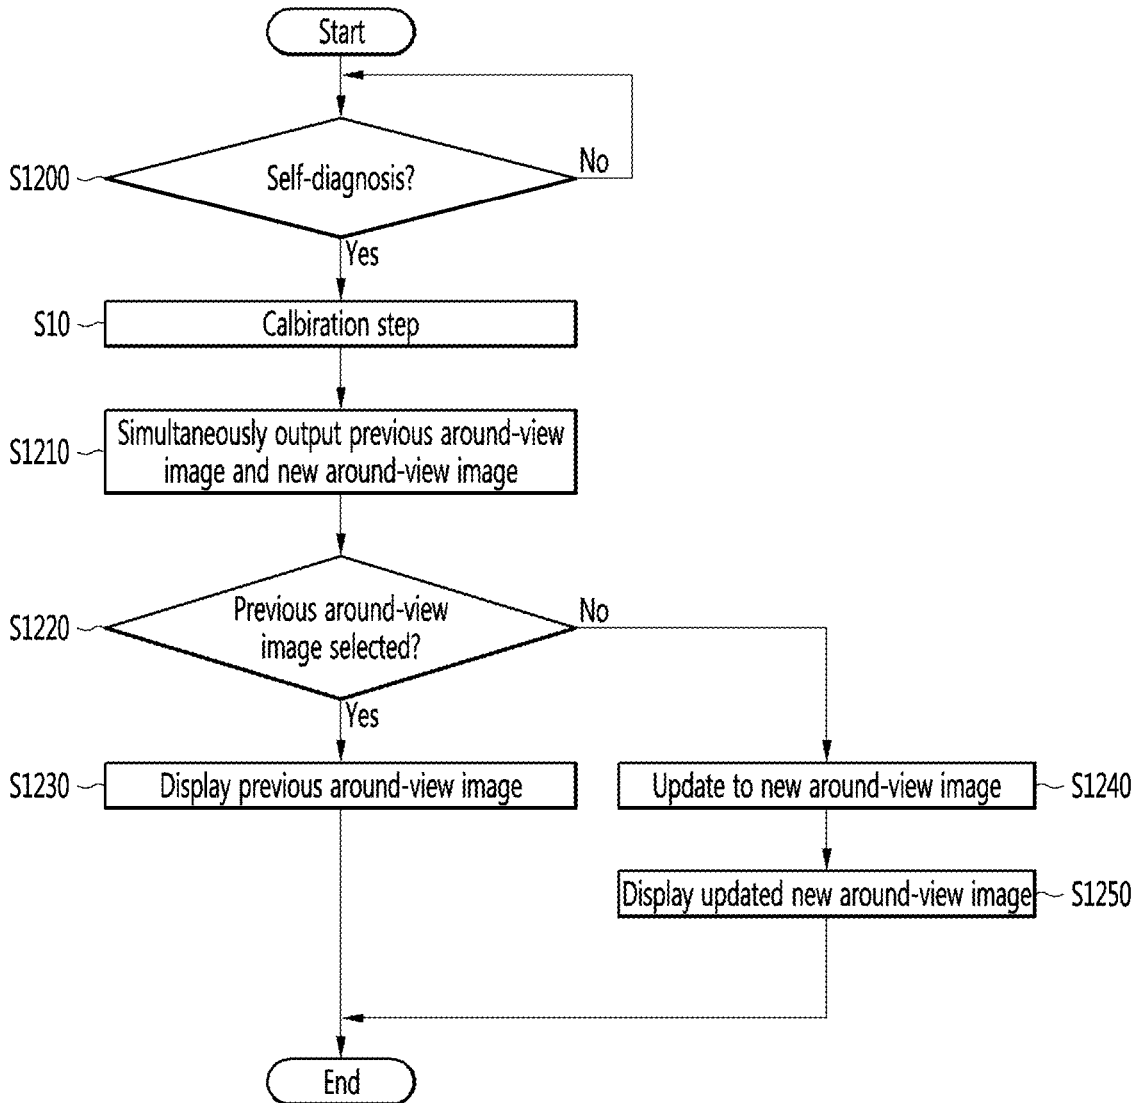 Start
No
S1200
Self-diagnosis?
Yes
S10
Calbiration step
S1210
Simultaneously output previous around-view
image and new around-view image
S1220
Previous around-view
image selected?
No
Yes
S1230
Display previous around-view image
Update to new around-view image
S1240
Display updated new around-view image
S1250
End